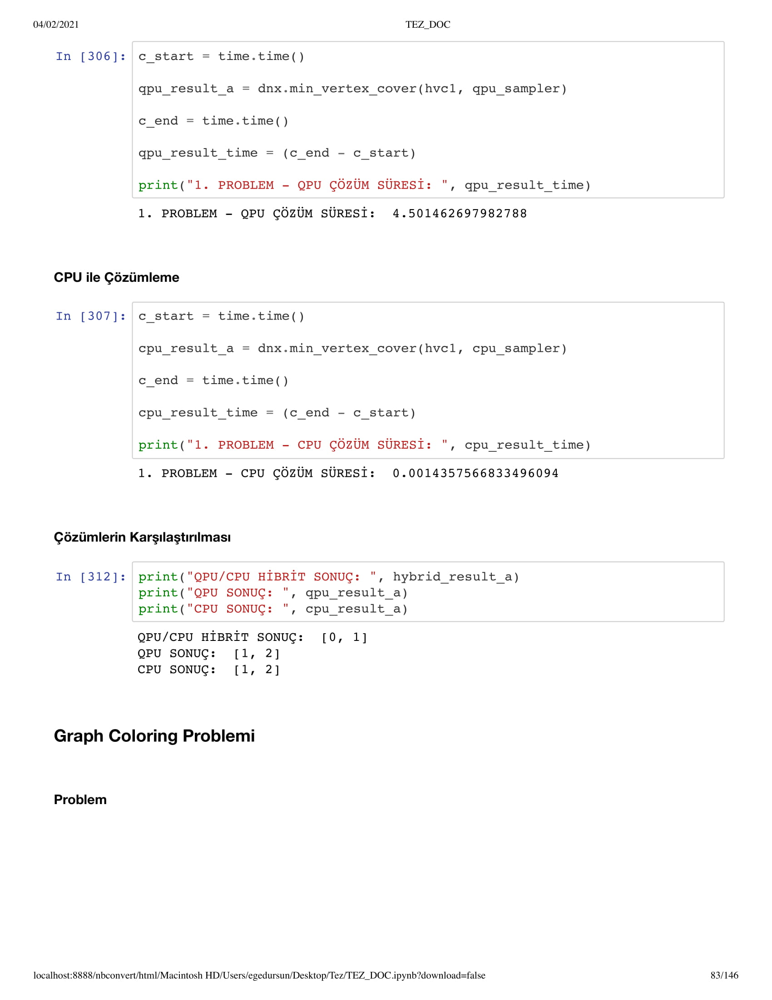 04/02/2021 TEZ_DOC
In [306]: c_start = time.time()
qpu_result_a = dnx.min_vertex_cover(hvc1, qpu_sampler)
c_end = time.time()
qpu_result_time = (c_end - c_start)
print("1. PROBLEM - QPU ÇÖZÜM SÜRESİ: ", qpu_result_time)
1. PROBLEM - QPU ÇÖZÜM SÜRESİ:  4.501462697982788
CPU ile Çözümleme
In [307]: c_start = time.time()
cpu_result_a = dnx.min_vertex_cover(hvc1, cpu_sampler)
c_end = time.time()
cpu_result_time = (c_end - c_start)
print("1. PROBLEM - CPU ÇÖZÜM SÜRESİ: ", cpu_result_time)
1. PROBLEM - CPU ÇÖZÜM SÜRESİ:  0.0014357566833496094
Çözümlerin Karşılaştırılması
In [312]: print("QPU/CPU HİBRİT SONUÇ: ", hybrid_result_a)
print("QPU SONUÇ: ", qpu_result_a)
print("CPU SONUÇ: ", cpu_result_a)
QPU/CPU HİBRİT SONUÇ:  [0, 1]
QPU SONUÇ:  [1, 2]
CPU SONUÇ:  [1, 2]
Graph Coloring Problemi
Problem
localhost:8888/nbconvert/html/Macintosh HD/Users/egedursun/Desktop/Tez/TEZ_DOC.ipynb?download=false 83/146